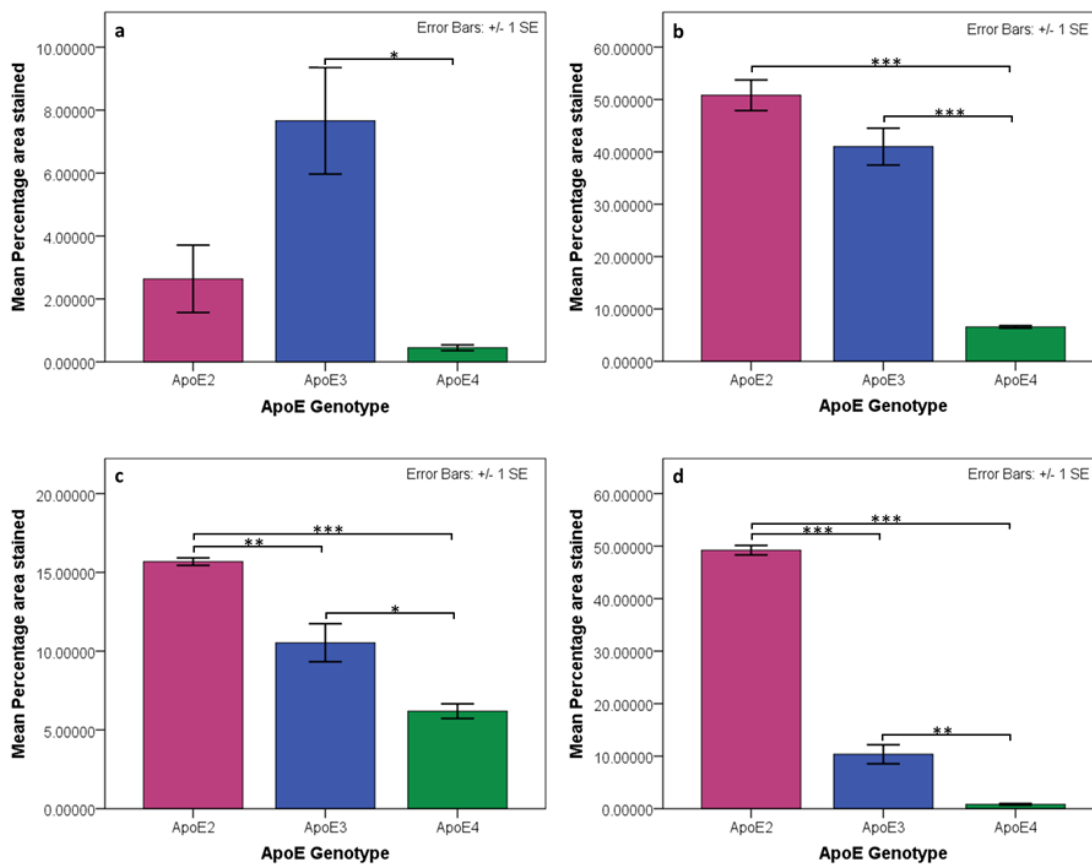 a
Error Bars: +/- 1 SE
Mean Percentage area stained
10.00000
8.00000
6.00000
4.00000
2.00000
0.00000
*
ApoE2 ApoE3 ApoE4
ApoE Genotype
b
Error Bars: +/- 1 SE
Mean Percentage area stained
60.00000
50.00000
40.00000
30.00000
20.00000
10.00000
0.00000
***
***
ApoE2 ApoE3 ApoE4
ApoE Genotype
c
Error Bars: +/- 1 SE
Mean Percentage area stained
20.00000
15.00000
10.00000
5.00000
0.00000
***
**
*
ApoE2 ApoE3 ApoE4
ApoE Genotype
d
Error Bars: +/- 1 SE
Mean Percentage area stained
60.00000
50.00000
40.00000
30.00000
20.00000
10.00000
0.00000
***
***
**
ApoE2 ApoE3 ApoE4
ApoE Genotype